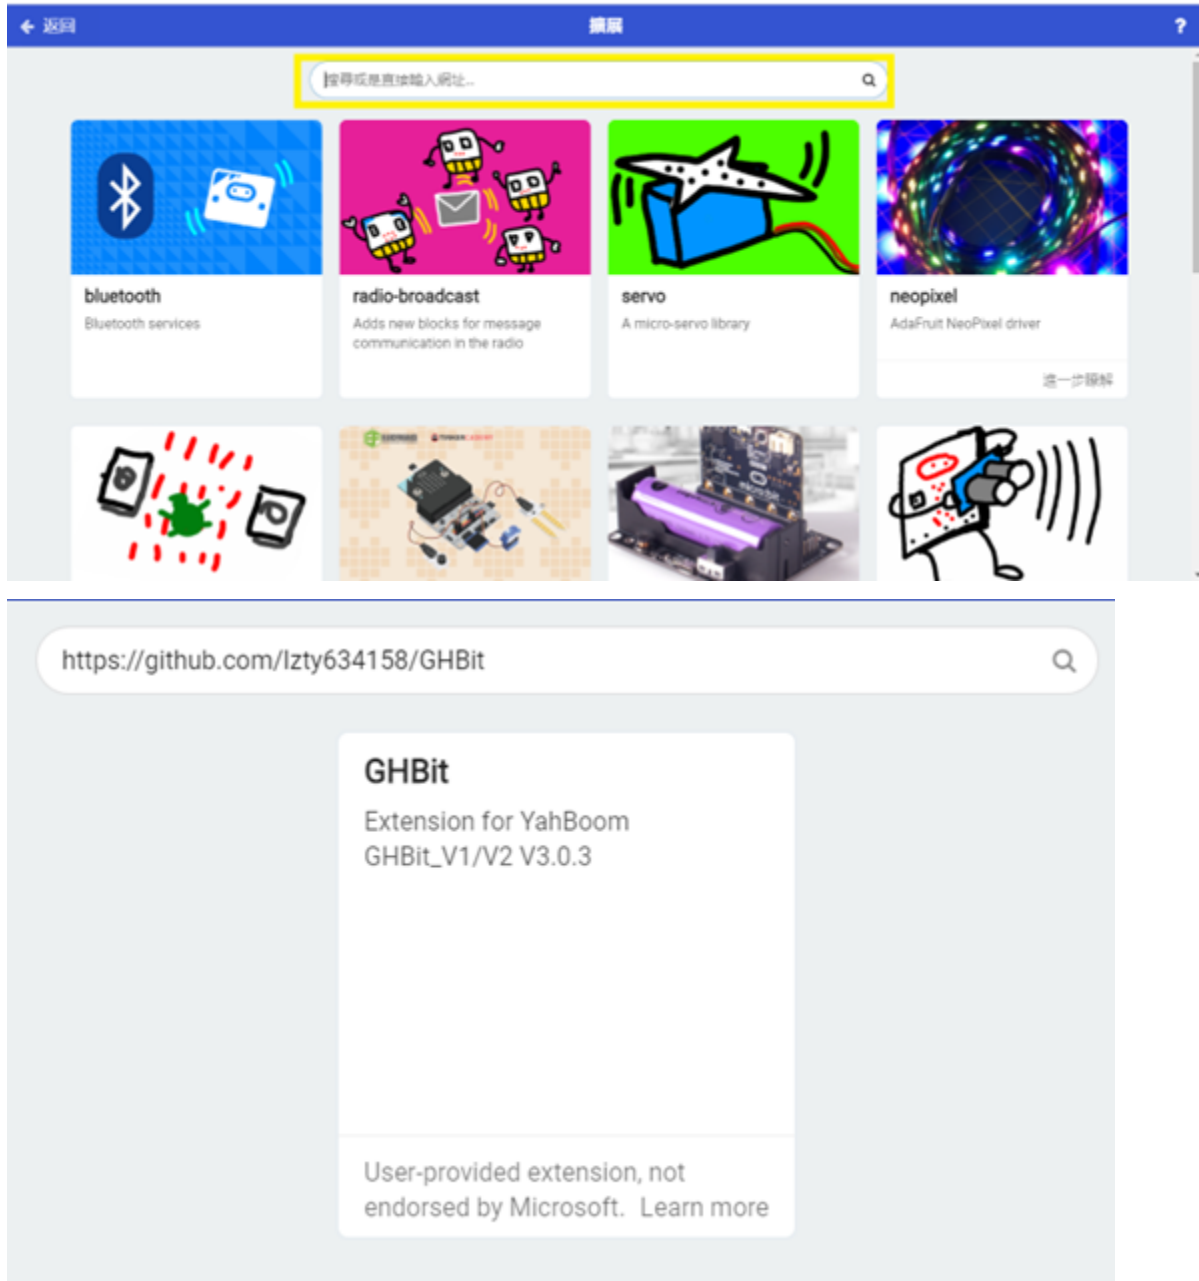 返回
擴展
?
搜尋或是直接輸入網址...
bluetooth
Bluetooth services
radio-broadcast
Adds new blocks for message
communication in the radio
servo
A micro-servo library
neopixel
AdaFruit NeoPixel driver
進一步瞭解
micro:bit
https://github.com/lzty634158/GHBit
GHBit
Extension for YahBoom
GHBit_V1/V2 V3.0.3
User-provided extension, not
endorsed by Microsoft. Learn more